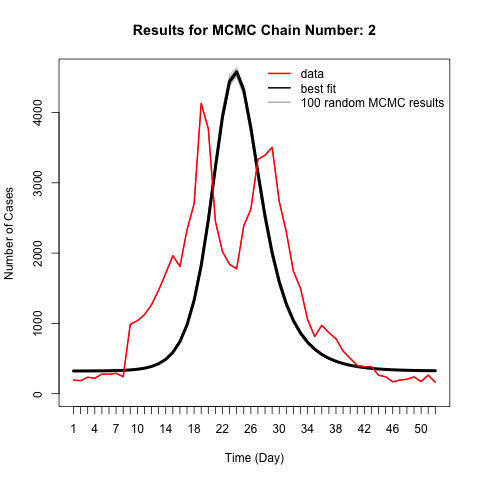 Results for MCMC Chain Number: 2
data
best fit
100 random MCMC results
Number of Cases
4000
3000
2000
1000
0
1 4 7 10 14 18 22 26 30 34 38 42 46 50
Time (Day)